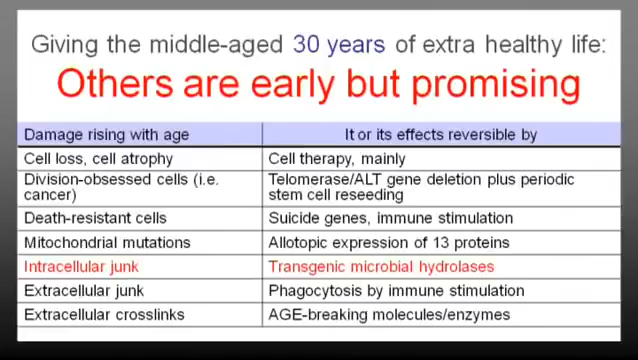 Giving the middle-aged 30 years of extra healthy life:
Others are early but promising
Damage rising with age It or its effects reversible by
Cell loss, cell atrophy Cell therapy, mainly
Division-obsessed cells (i.e. Telomerase/ALT gene deletion plus periodic
cancer) stem cell reseeding
Death-resistant cells Suicide genes, immune stimulation
Mitochondrial mutations Allotopic expression of 13 proteins
Intracellular junk Transgenic microbial hydrolases
Extracellular junk Phagocytosis by immune stimulation
Extracellular crosslinks AGE-breaking molecules/enzymes